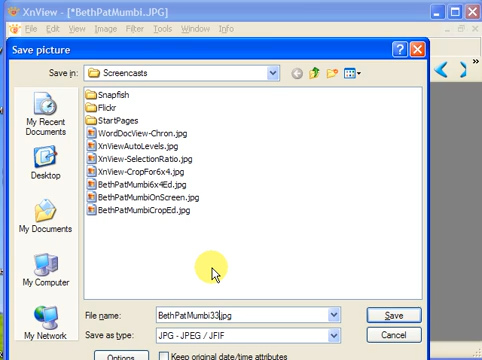 XnView - [*BethPatMumbi.JPG]
File Edit View Image Filter Tools Window Info
Save picture
Save in: Screencasts
Snapfish
Flickr
StartPages
WordDocView-Chron.jpg
XnViewAutoLevels.jpg
XnView-SelectionRatio.jpg
XnView-CropFor6x4.jpg
BethPatMumbi6x4Ed.jpg
BethPatMumbiOnScreen.jpg
BethPatMumbiCropEd.jpg
My Recent
Documents
Desktop
My Documents
My Computer
My Network
File name: BethPatMumbi33.jpg Save
Save as type: JPG - JPEG / JFIF Cancel
Options Keep original date/time attributes